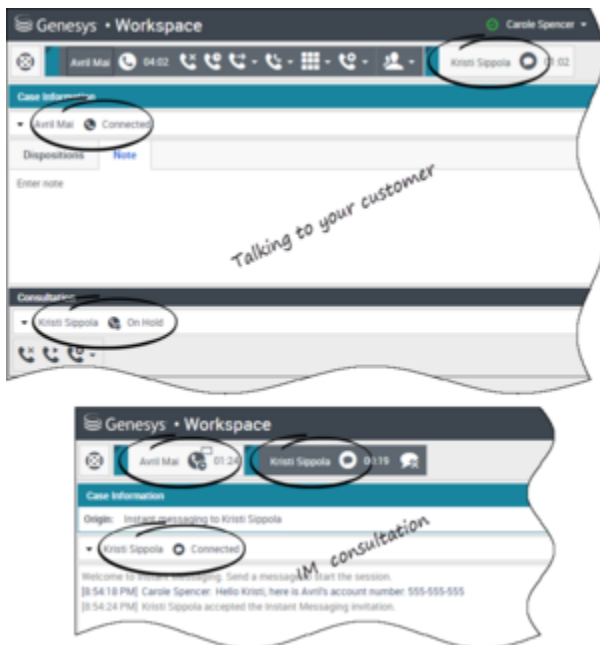 Genesys • Workspace
Carole Spencer
Avril Mai 04:02 Kristi Sippola 01:02
Case Information
Avril Mai Connected
Dispositions Note
Enter note
Talking to your customer
Consultation
Kristi Sippola On Hold
Genesys • Workspace
Avril Mai 01:24 Kristi Sippola 00:19
Case Information
Origin: Instant messaging to Kristi Sippola
Kristi Sippola Connected
IM consultation
Welcome to Instant Messaging. Send a message to start the session.
[8:54:18 PM] Carole Spencer: Hello Kristi, here is Avril's account number: 555-555-555
[8:54:24 PM] Kristi Sippola accepted the Instant Messaging invitation.